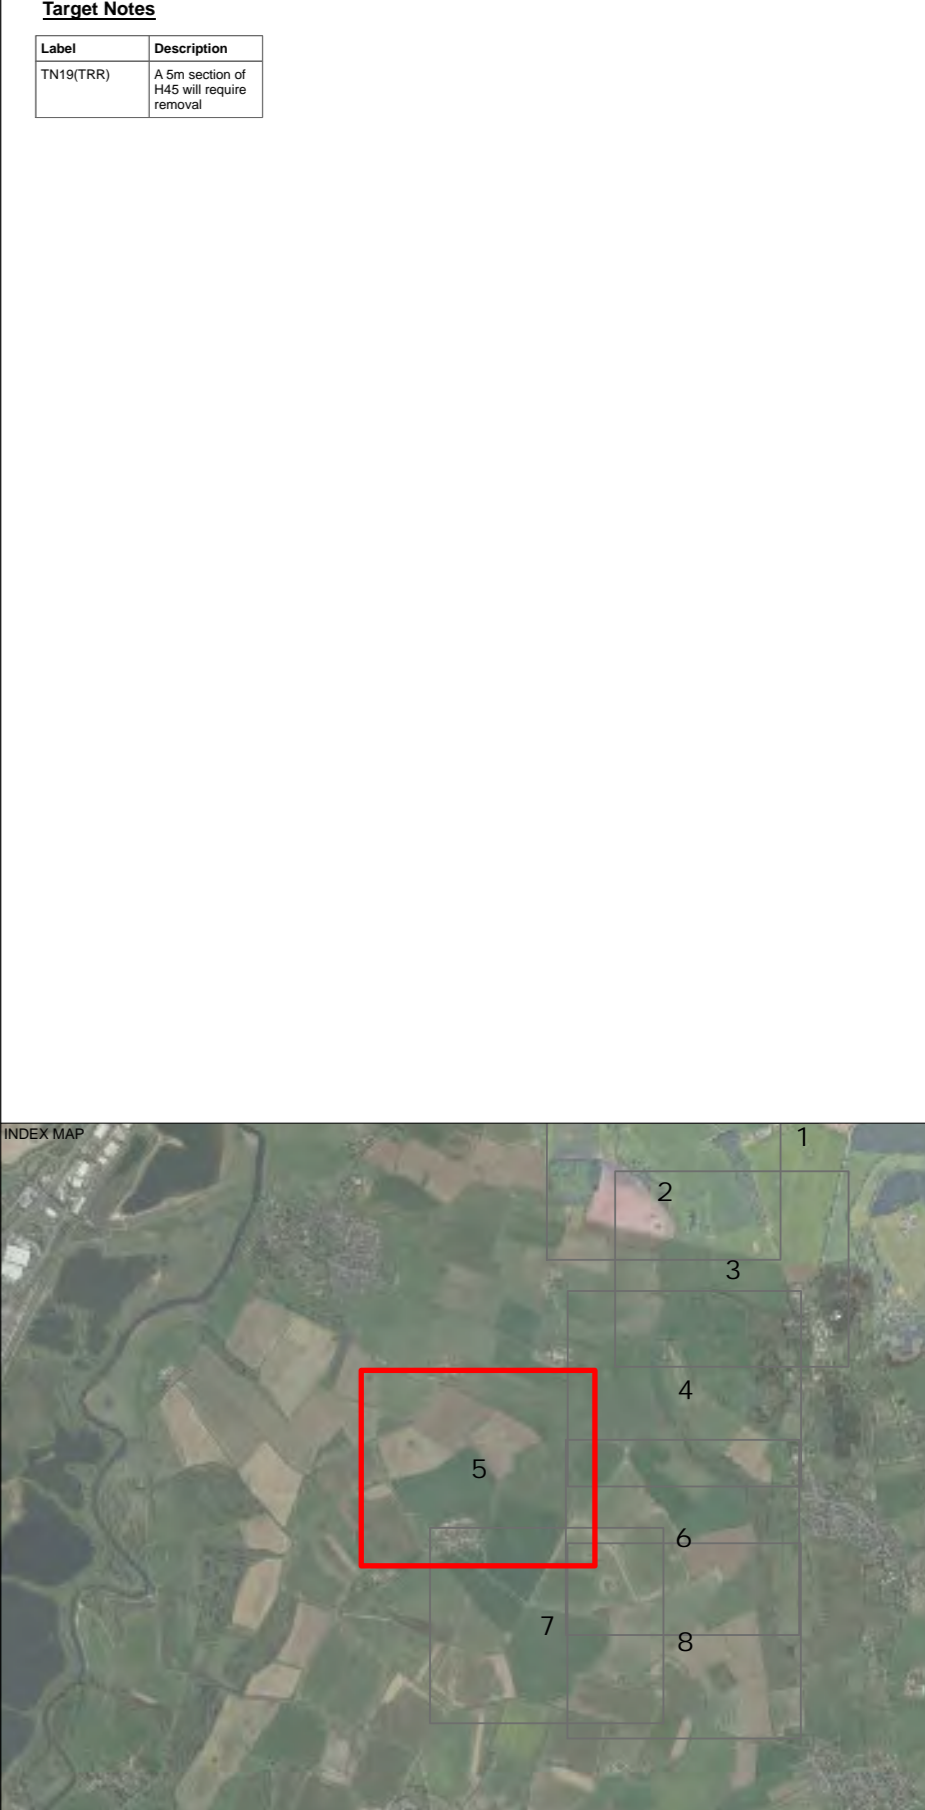 Target Notes
Label Description
TN19(TRR) A 5m section of
H45 will require
removal
INDEX MAP
1
2
3
4
5
6
7
8